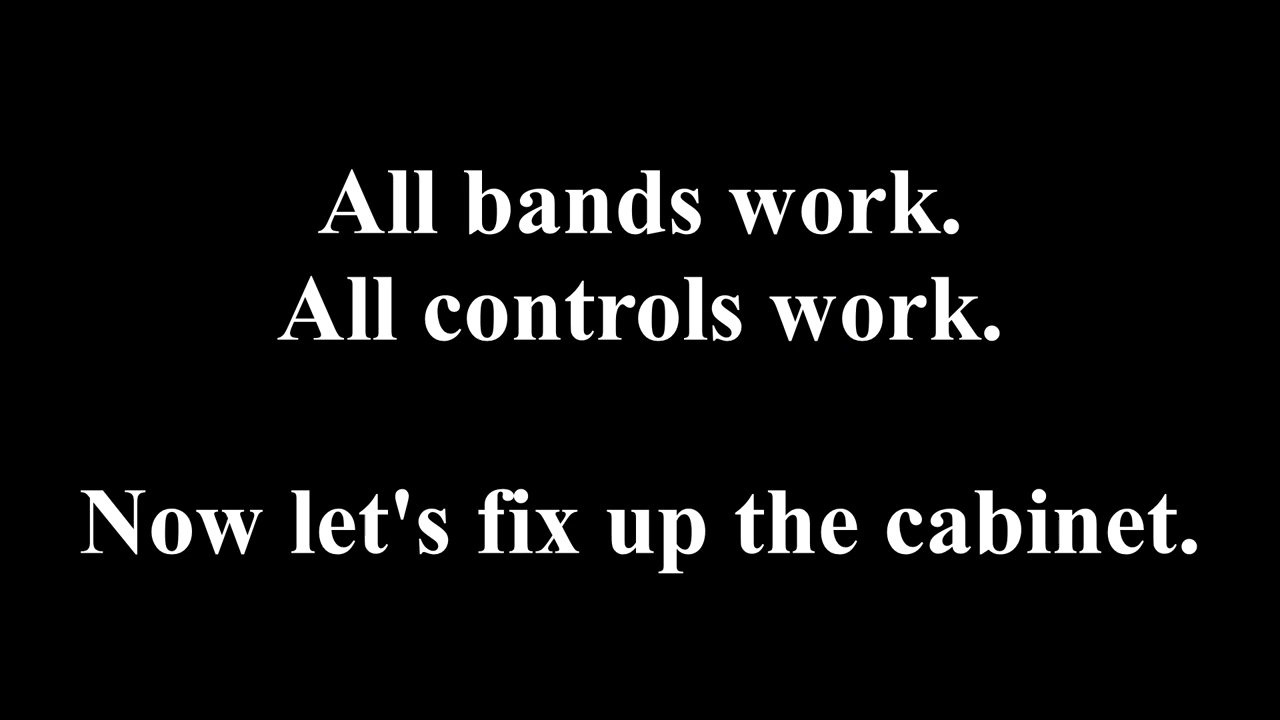 All bands work.
All controls work.
Now let's fix up the cabinet.